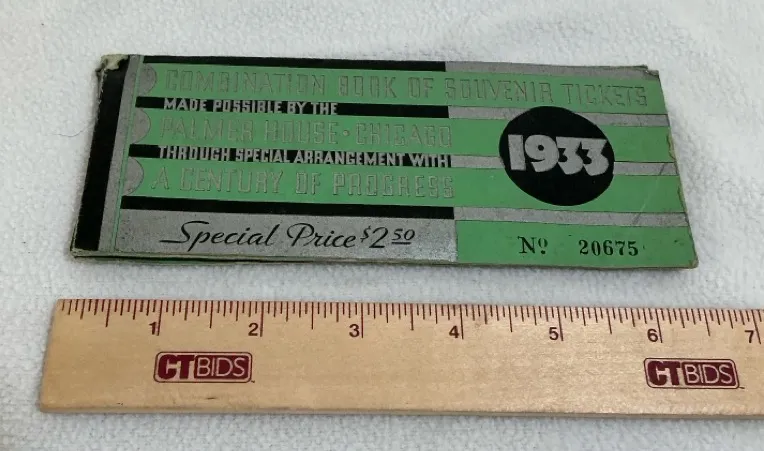 COMBINATION BOOK OF SOUVENIR TICKETS
MADE POSSIBLE BY THE
PALMER HOUSE - CHICAGO
THROUGH SPECIAL ARRANGEMENT WITH
A CENTURY OF PROGRESS
1933
Special Price $2.50
No 20675
1 2 3 4 5 6 7
CTBIDS CTBIDS